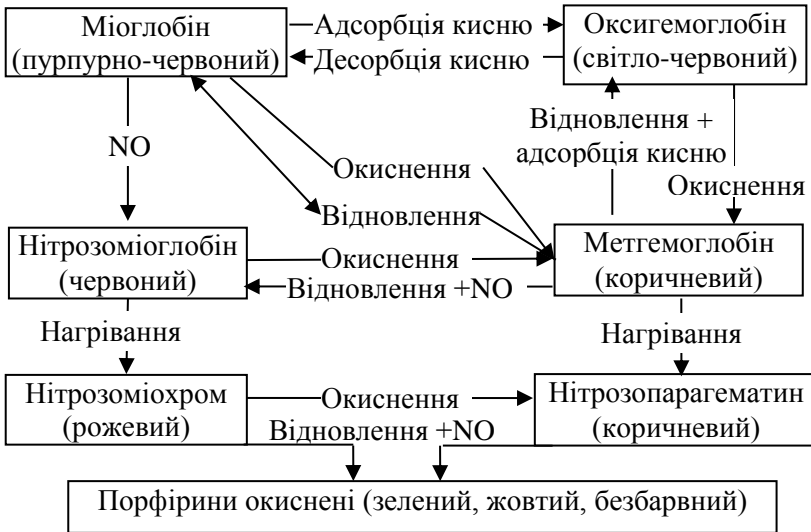 Міоглобін
(пурпурно-червоний)
Адсорбція кисню
Десорбція кисню
Оксигемоглобін
(світло-червоний)
NO
Окиснення
Відновлення
Відновлення +
адсорбція кисню
Окиснення
Нітрозоміоглобін
(червоний)
Окиснення
Відновлення +NO
Метгемоглобін
(коричневий)
Нагрівання
Нагрівання
Нітрозоміохром
(рожевий)
Окиснення
Відновлення +NO
Нітрозопарагематин
(коричневий)
Порфірини окиснені (зелений, жовтий, безбарвний)